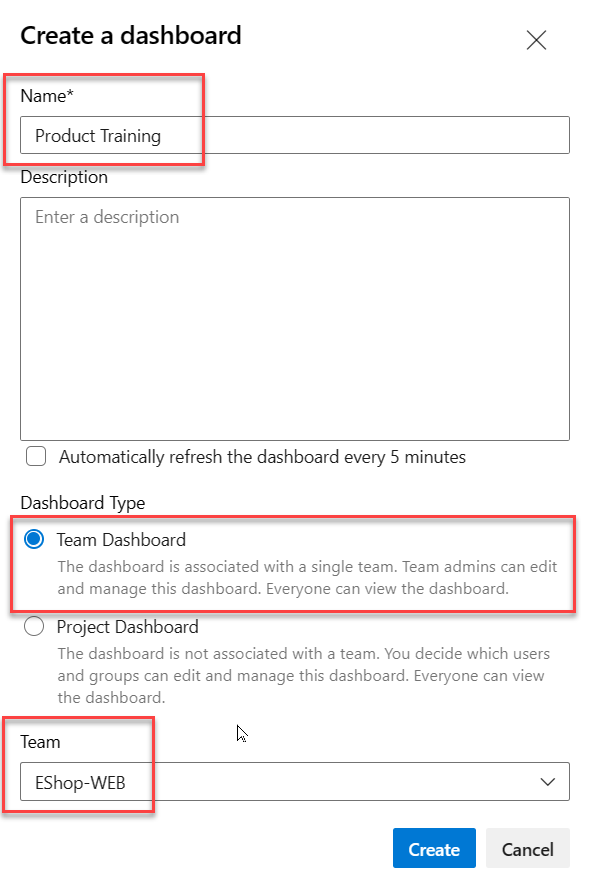 Create a dashboard
Name*
Product Training
Description
Enter a description
Automatically refresh the dashboard every 5 minutes
Dashboard Type
Team Dashboard
The dashboard is associated with a single team. Team admins can edit
and manage this dashboard. Everyone can view the dashboard.
Project Dashboard
The dashboard is not associated with a team. You decide which users
and groups can edit and manage this dashboard. Everyone can view
the dashboard.
Team
EShop-WEB
Create
Cancel